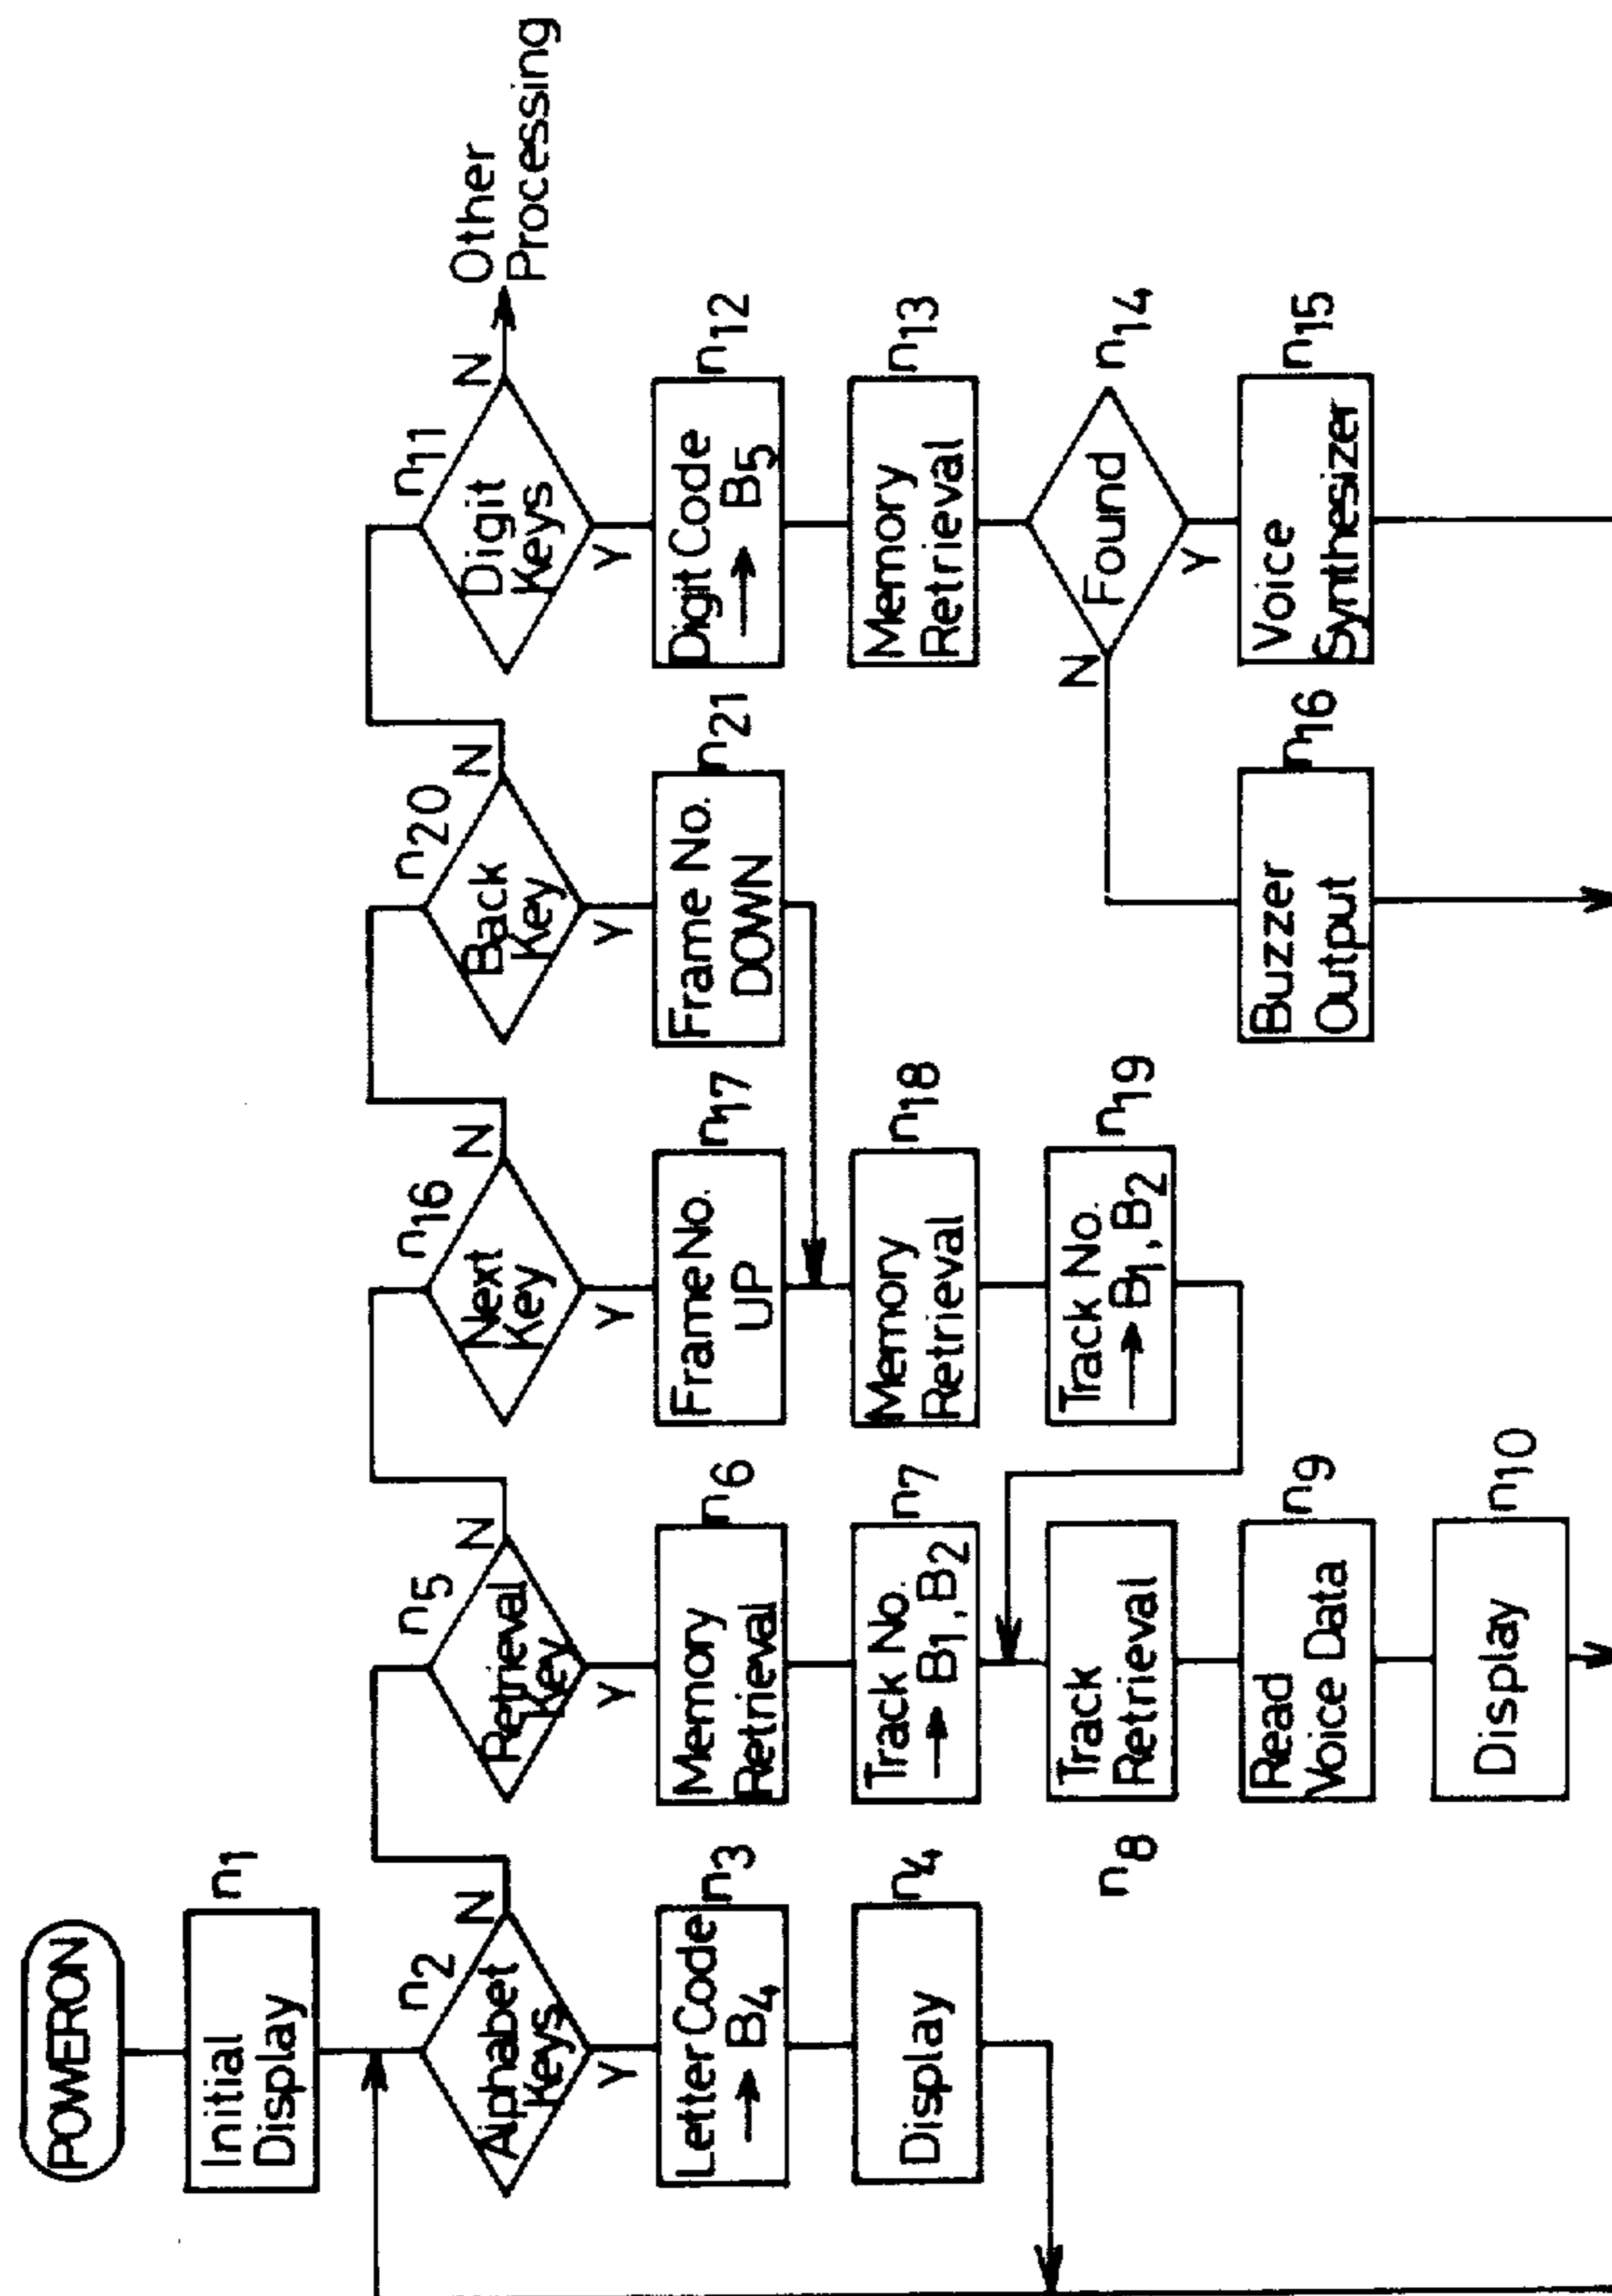 POWERON
Initial
Display
n1
Alphabet
Keys
n2
N
Y
Letter Code
→ B4
n3
Display
n4
Retrieval
Key
n5
N
Y
Memory
Retrieval
n6
Track No.
→ B1, B2
n7
Track
Retrieval
n8
Read
Voice Data
n9
Display
n10
Next
Key
n16
N
Y
Frame No.
UP
n17
Memory
Retrieval
n18
Track No.
→ B1, B2
n19
Back
Key
n20
N
Y
Frame No.
DOWN
n21
Digit
Keys
n11
N
Other
Processing
Y
Digit Code
→ B5
n12
Memory
Retrieval
n13
Found
n14
N
Y
Voice
Synthesizer
n15
Buzzer
Output
n16